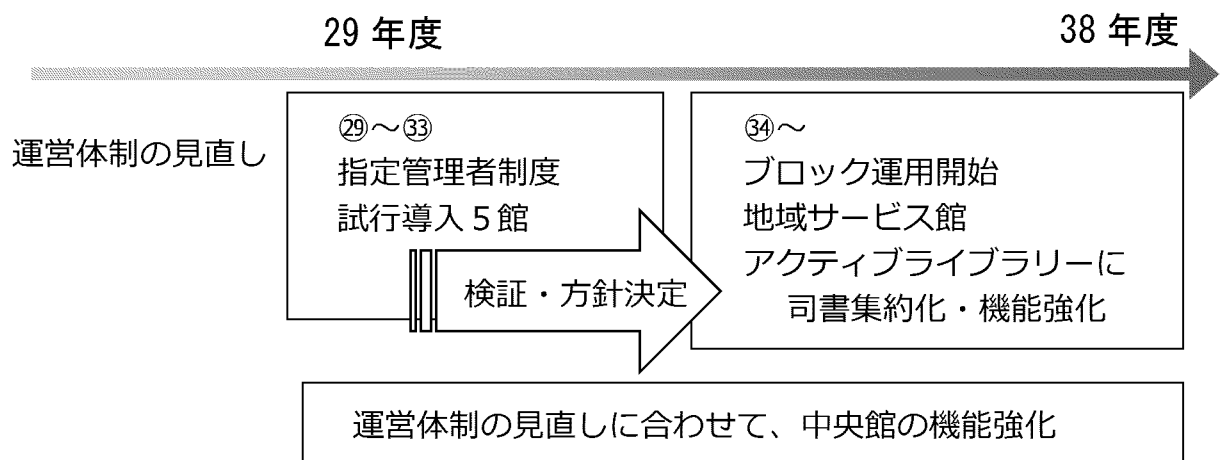 29 年度
38 年度
運営体制の見直し
㉙～㉝
指定管理者制度
試行導入５館
検証・方針決定
㉞～
ブロック運用開始
地域サービス館
アクティブライブラリーに
司書集約化・機能強化
運営体制の見直しに合わせて、中央館の機能強化